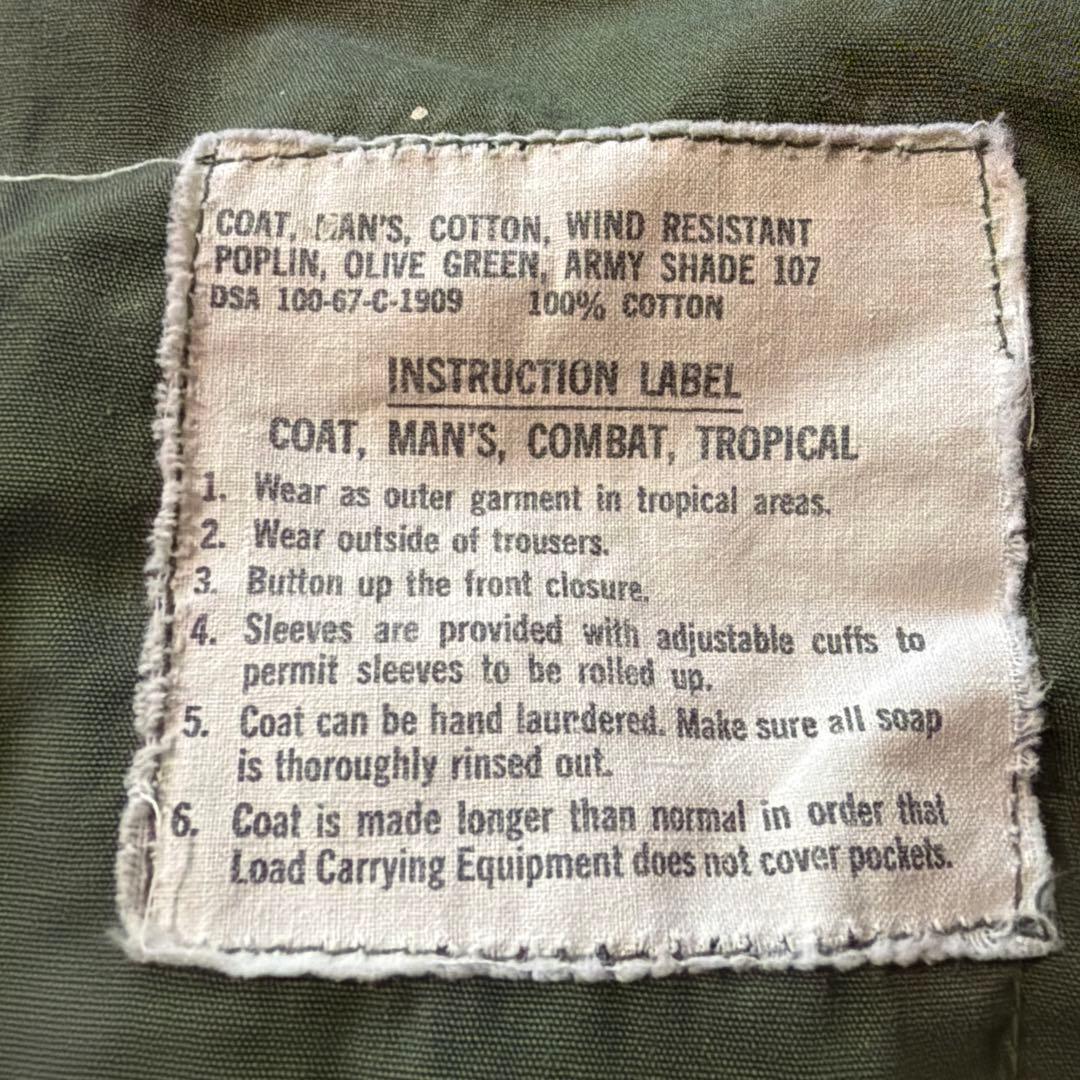 COAT, MAN'S, COTTON, WIND RESISTANT
POPLIN, OLIVE GREEN, ARMY SHADE 107
DSA 100-67-C-1909 100% COTTON
INSTRUCTION LABEL
COAT, MAN'S, COMBAT, TROPICAL
1. Wear as outer garment in tropical areas.
2. Wear outside of trousers.
3. Button up the front closure.
4. Sleeves are provided with adjustable cuffs to
permit sleeves to be rolled up.
5. Coat can be hand laundered. Make sure all soap
is thoroughly rinsed out.
6. Coat is made longer than normal in order that
Load Carrying Equipment does not cover pockets.